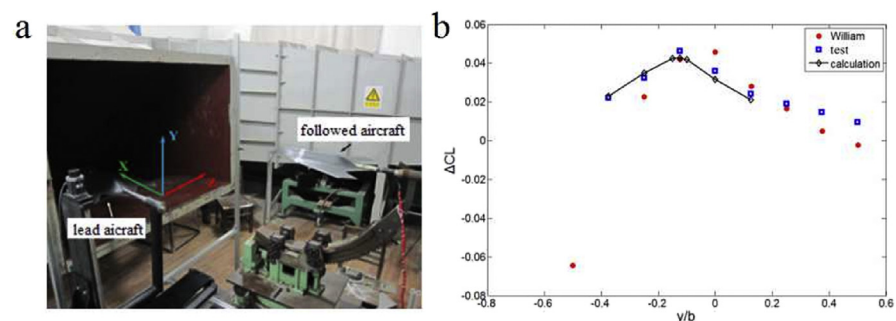 a
followed aircraft
Y
X
lead aicraft
b
0.06
0.04
0.02
0
-0.02
-0.04
-0.06
-0.08
ΔCL
William
test
calculation
-0.8 -0.6 -0.4 -0.2 0 0.2 0.4 0.6
y/b